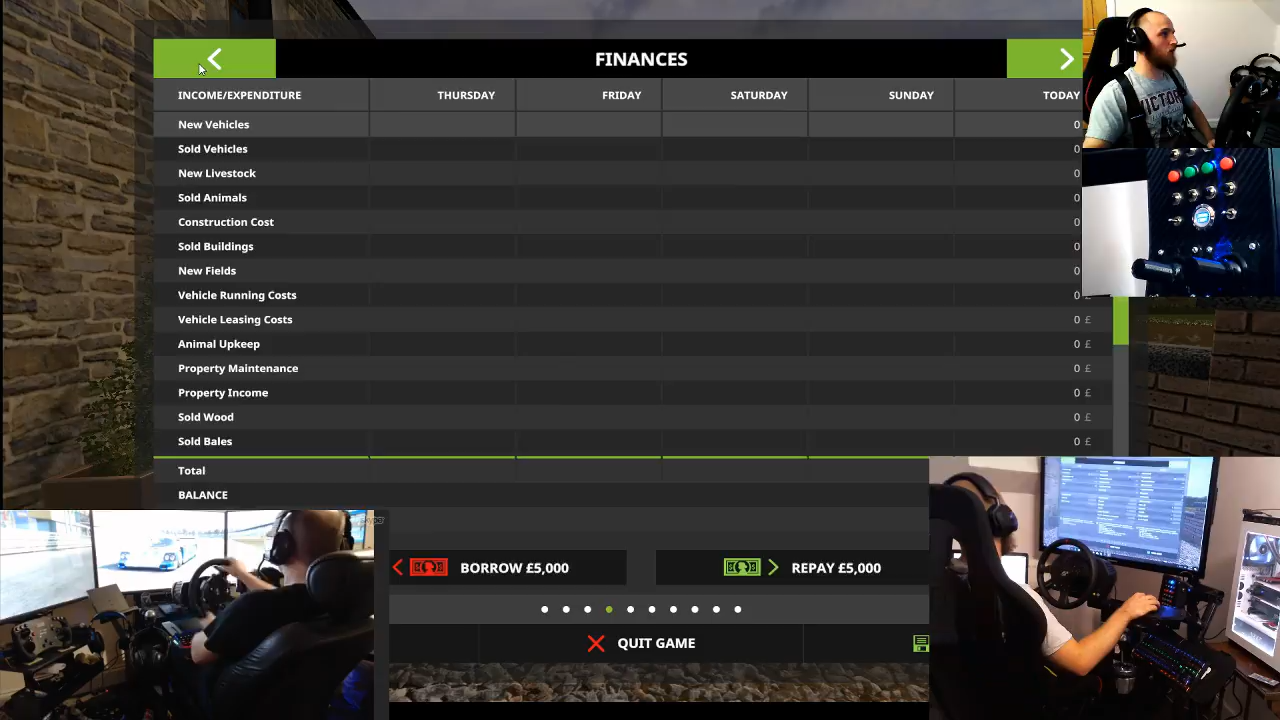 FINANCES
INCOME/EXPENDITURE THURSDAY FRIDAY SATURDAY SUNDAY TODAY
New Vehicles 0
Sold Vehicles 0
New Livestock 0
Sold Animals 0
Construction Cost 0
Sold Buildings 0
New Fields 0
Vehicle Running Costs 0 £
Vehicle Leasing Costs 0 £
Animal Upkeep 0 £
Property Maintenance 0 £
Property Income 0 £
Sold Wood 0 £
Sold Bales 0 £
Total
BALANCE
BORROW £5,000 REPAY £5,000
QUIT GAME